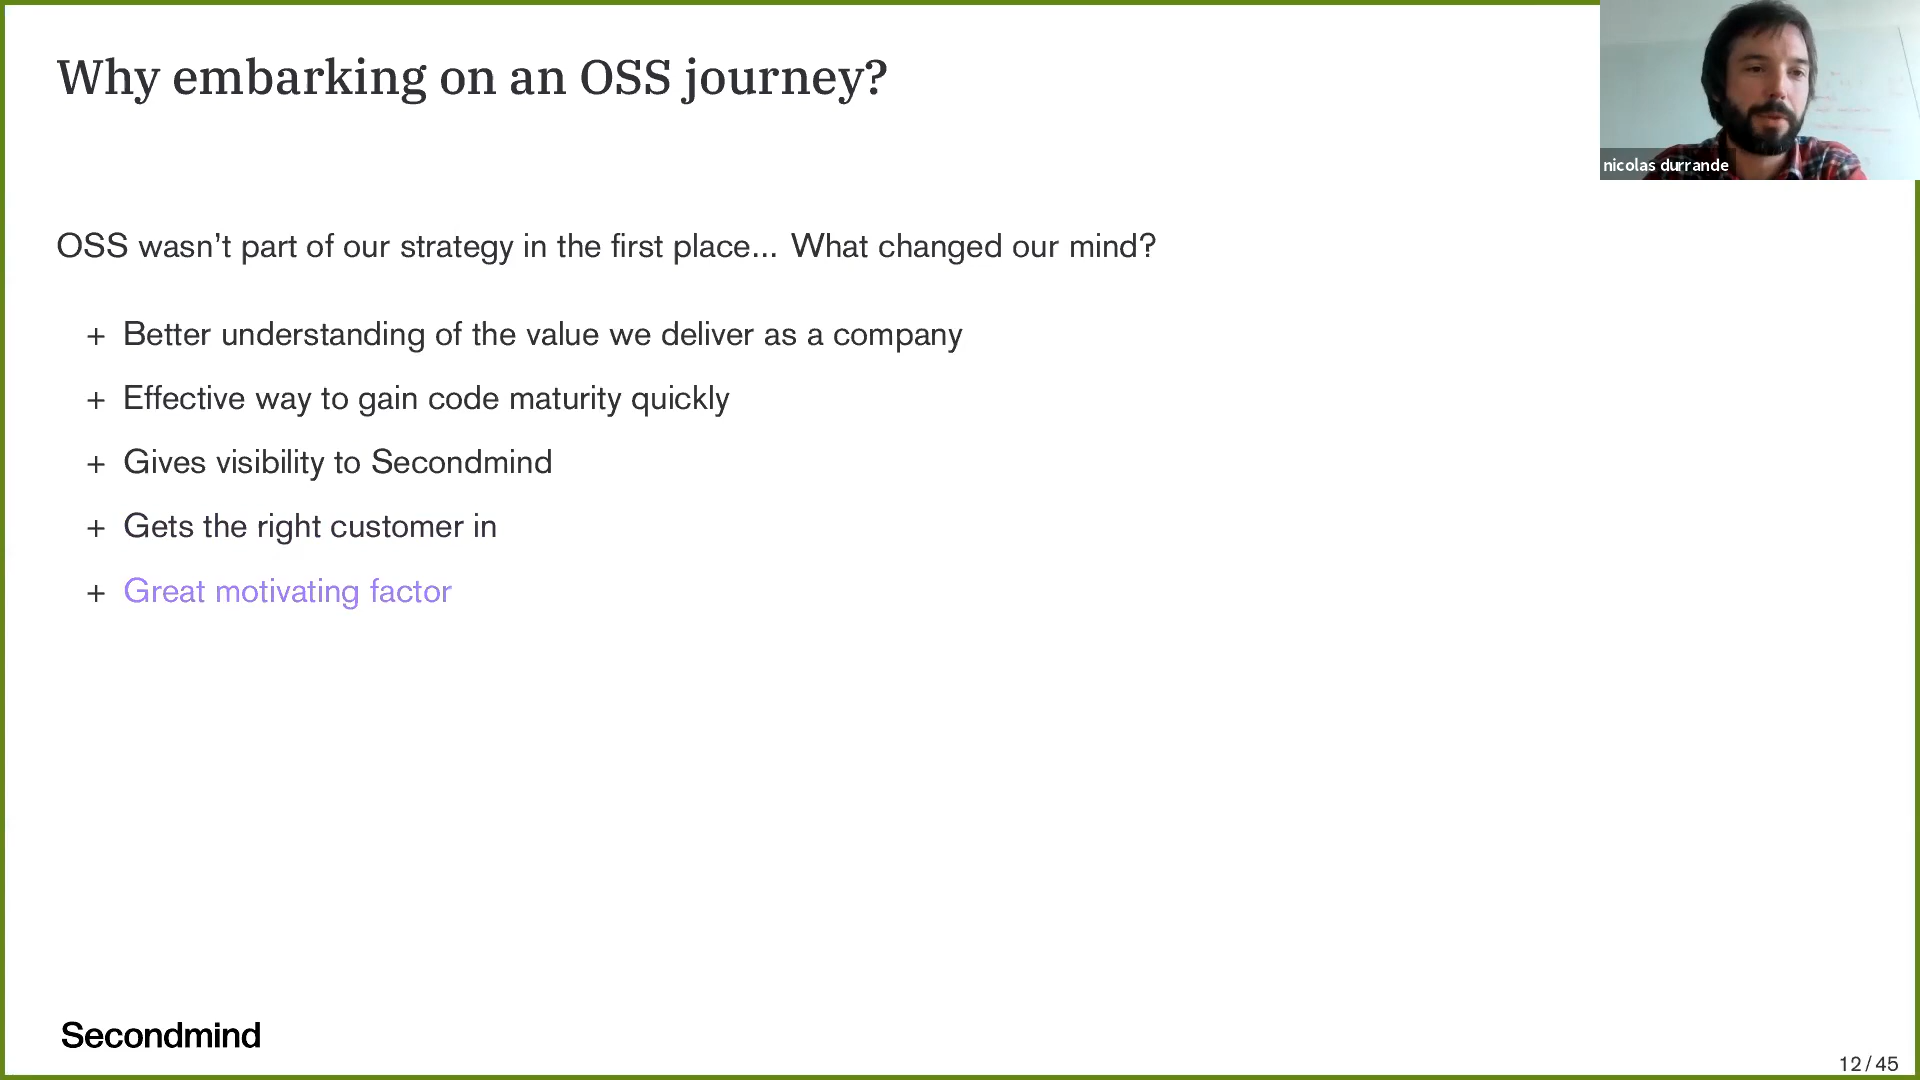 Why embarking on an OSS journey?
nicolas durrande
OSS wasn’t part of our strategy in the first place... What changed our mind?
+ Better understanding of the value we deliver as a company
+ Effective way to gain code maturity quickly
+ Gives visibility to Secondmind
+ Gets the right customer in
+ Great motivating factor
Secondmind
12/45